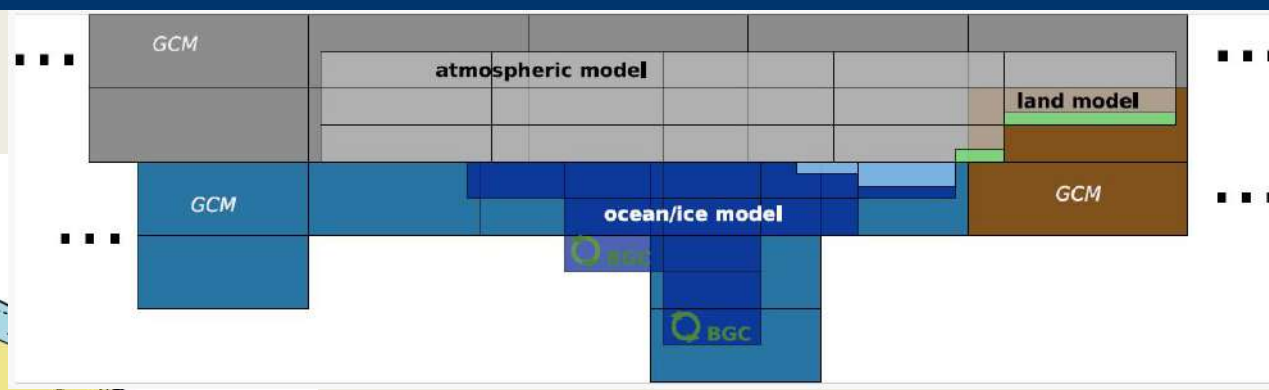 GCM
atmospheric model
land model
GCM
ocean/ice model
GCM
BGC
BGC